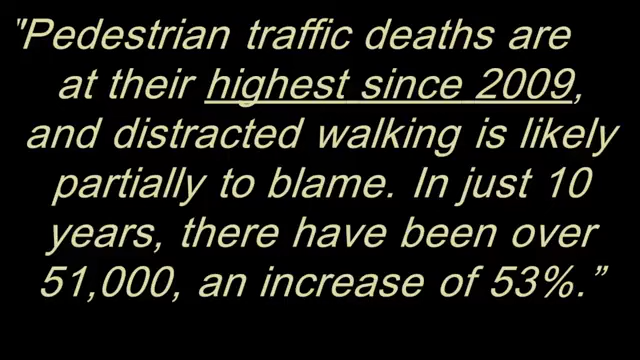 "Pedestrian traffic deaths are
at their highest since 2009,
and distracted walking is likely
partially to blame. In just 10
years, there have been over
51,000, an increase of 53%.”